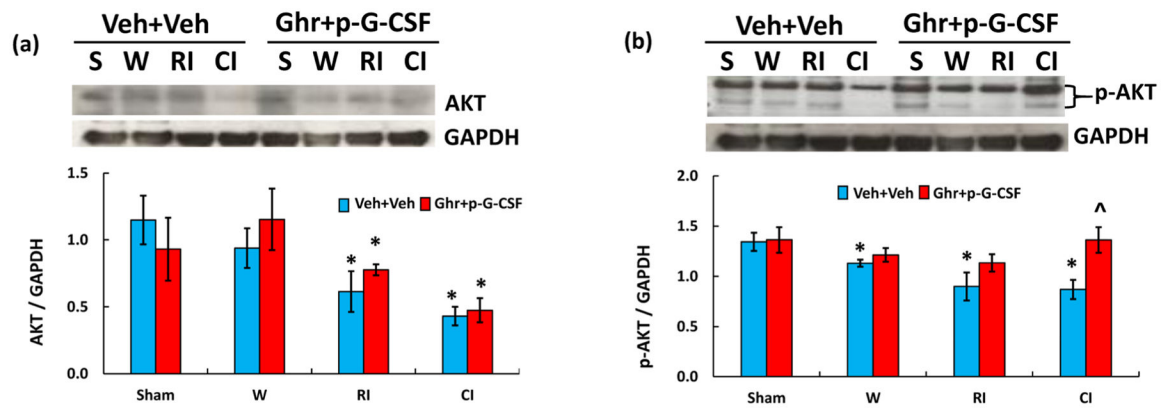 (a)
Veh+Veh Ghr+p-G-CSF
S W RI CI S W RI CI
AKT
GAPDH
1.5
1.0
0.5
0.0
AKT / GAPDH
Veh+Veh Ghr+p-G-CSF
* *
* *
Sham W RI CI
(b)
Veh+Veh Ghr+p-G-CSF
S W RI CI S W RI CI
p-AKT
GAPDH
2.0
1.5
1.0
0.5
0.0
p-AKT / GAPDH
Veh+Veh Ghr+p-G-CSF
* * * ^
Sham W RI CI